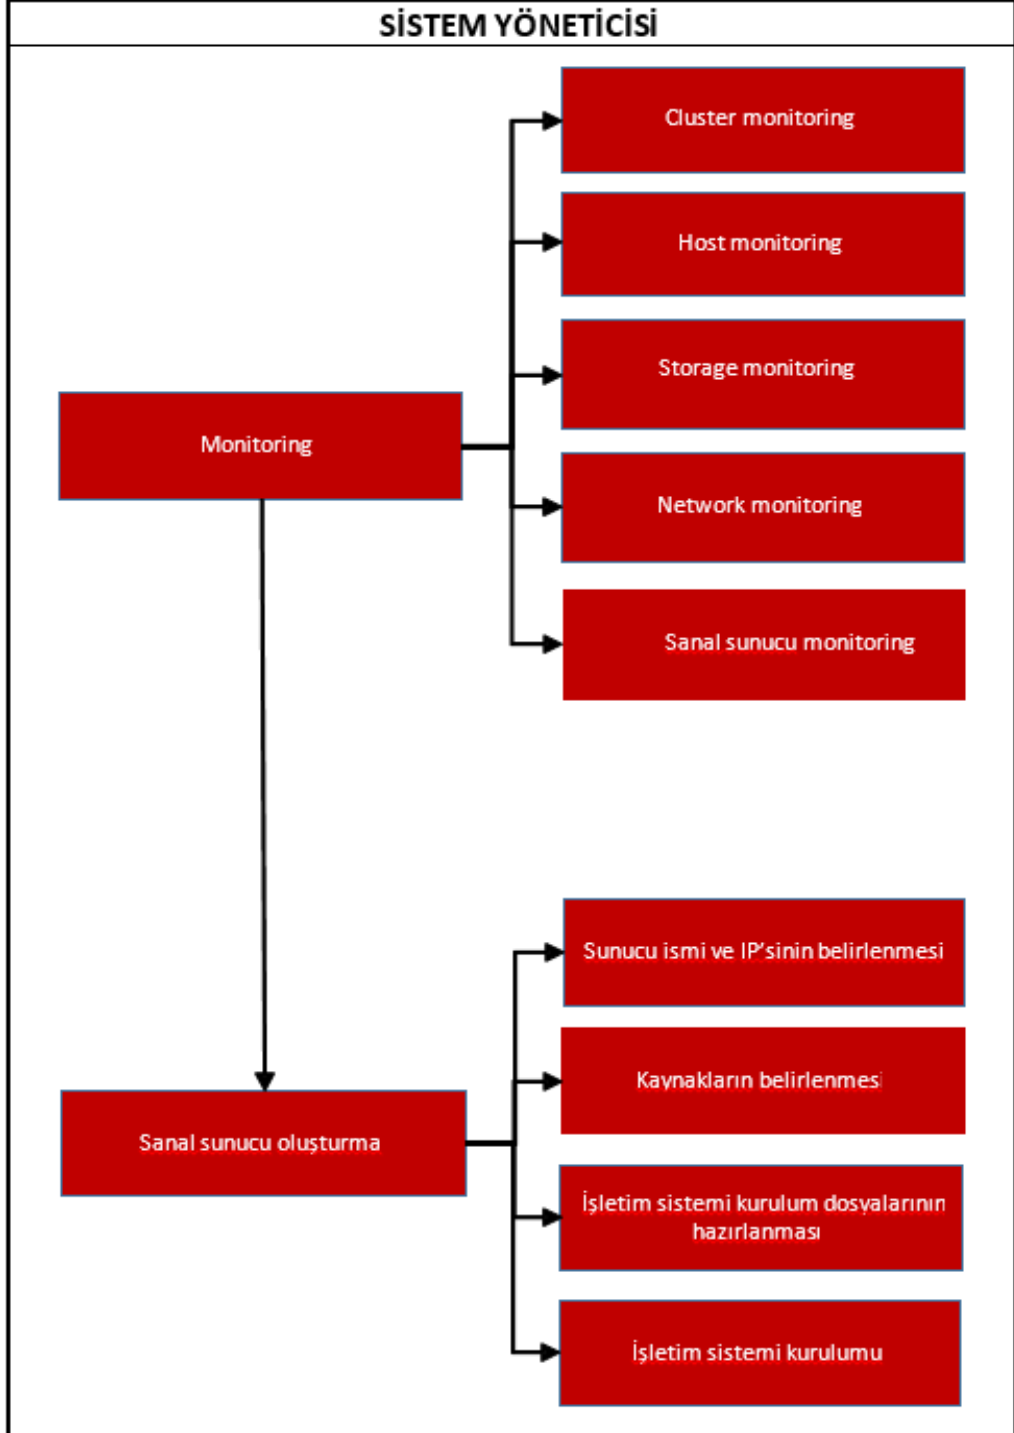 SİSTEM YÖNETİCİSİ
Cluster monitoring
Host monitoring
Storage monitoring
Monitoring
Network monitoring
Sanal sunucu monitoring
Sunucu ismi ve IP'sinin belirlenmesi
Kaynakların belirlenmesi
Sanal sunucu oluşturma
İşletim sistemi kurulum dosyalarının
hazırlanması
İşletim sistemi kurulumu